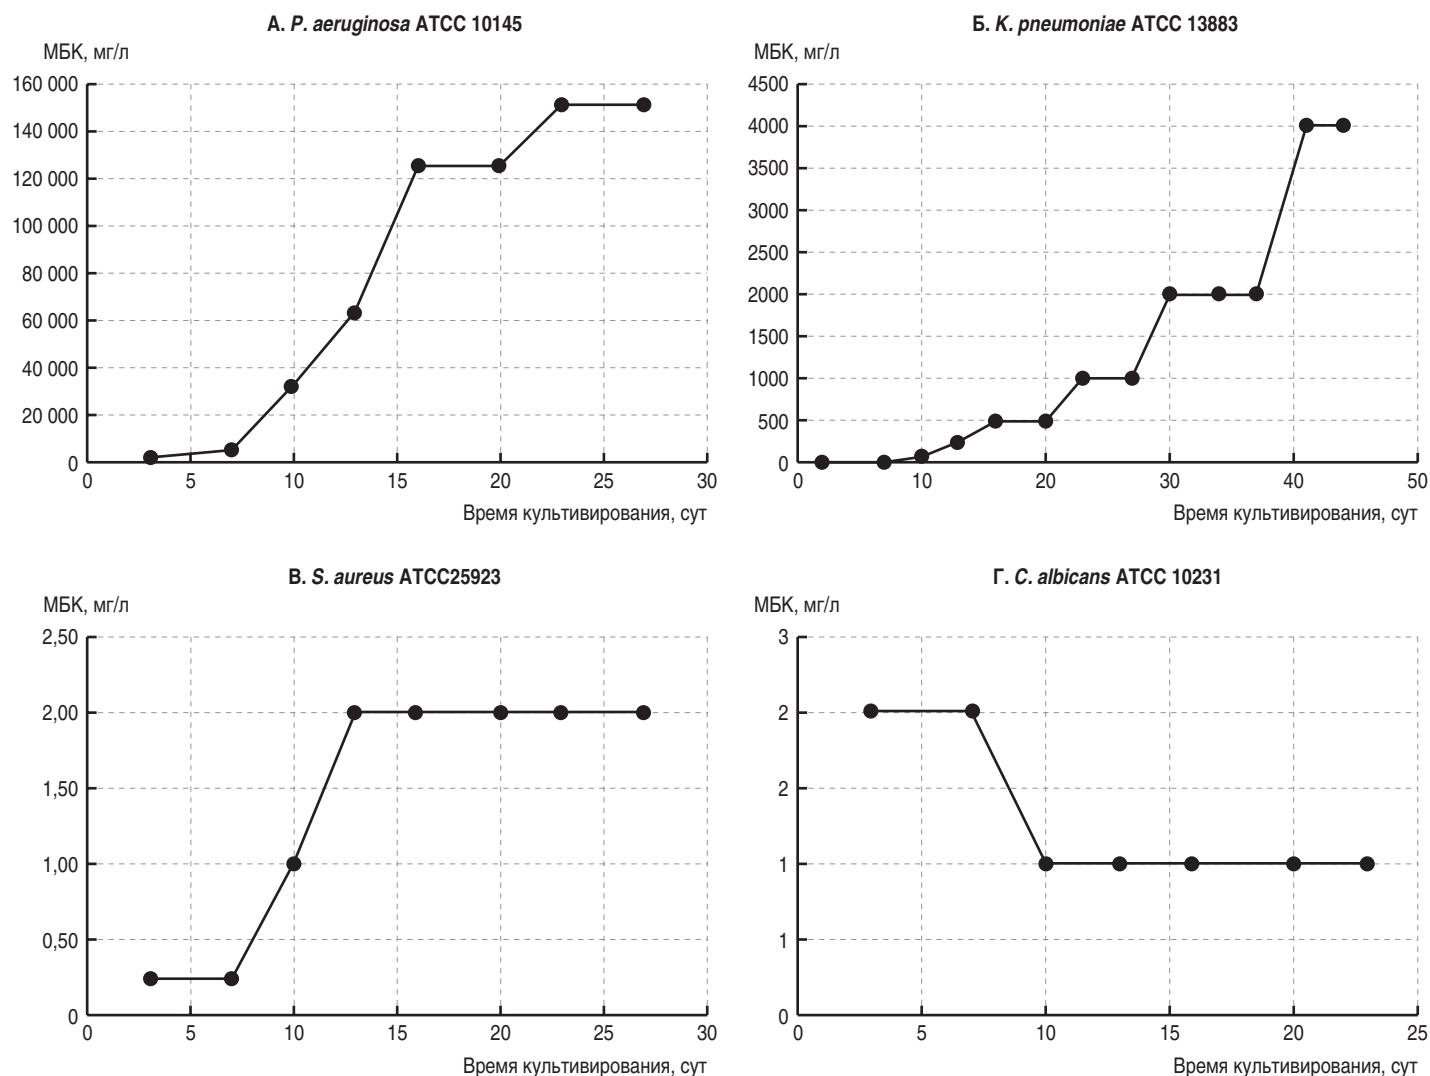 А. P. aeruginosa ATCC 10145
МБК, мг/л
160 000
140 000
120 000
100 000
80 000
60 000
40 000
20 000
0
0 5 10 15 20 25 30
Время культивирования, сут
Б. K. pneumoniae ATCC 13883
МБК, мг/л
4500
4000
3500
3000
2500
2000
1500
1000
500
0
0 10 20 30 40 50
Время культивирования, сут
В. S. aureus ATCC25923
МБК, мг/л
2,50
2,00
1,50
1,00
0,50
0
0 5 10 15 20 25 30
Время культивирования, сут
Г. C. albicans ATCC 10231
МБК, мг/л
3
2
2
1
1
0
0 5 10 15 20 25
Время культивирования, сут